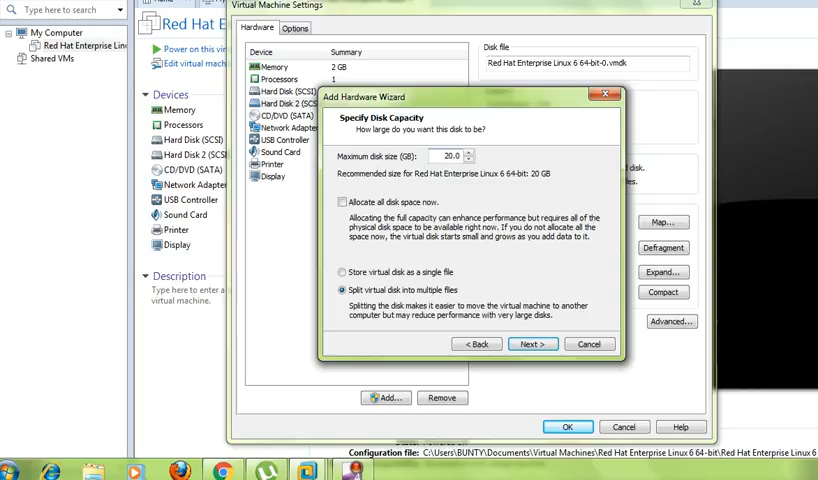 Type here to search
My Computer
Red Hat Enterprise Linu
Shared VMs
Red Hat E
Power on this vir
Edit virtual mach
Devices
Memory
Processors
Hard Disk (SCSI)
Hard Disk 2 (SCS
CD/DVD (SATA)
Network Adapter
USB Controller
Sound Card
Printer
Display
Description
Type here to enter
virtual machine.
Virtual Machine Settings
Hardware
Options
Device Summary
Memory 2 GB
Processors 1
Hard Disk (SCSI)
Hard Disk 2 (SCS
CD/DVD (SATA)
Network Adapter
USB Controller
Sound Card
Printer
Display
Add...
Remove
Disk file
Red Hat Enterprise Linux 6 64-bit-0.vmdk
Map...
Defragment
Expand...
Compact
Advanced...
OK
Cancel
Help
Add Hardware Wizard
Specify Disk Capacity
How large do you want this disk to be?
Maximum disk size (GB): 20.0
Recommended size for Red Hat Enterprise Linux 6 64-bit: 20 GB
Allocate all disk space now.
Allocating the full capacity can enhance performance but requires all of the
physical disk space to be available right now. If you do not allocate all the
space now, the virtual disk starts small and grows as you add data to it.
Store virtual disk as a single file
Split virtual disk into multiple files
Splitting the disk makes it easier to move the virtual machine to another
computer but may reduce performance with very large disks.
< Back
Next >
Cancel
Configuration file: C:\Users\BUNTY\Documents\Virtual Machines\Red Hat Enterprise Linux 6 64-bit\Red Hat Enterprise Linux 6